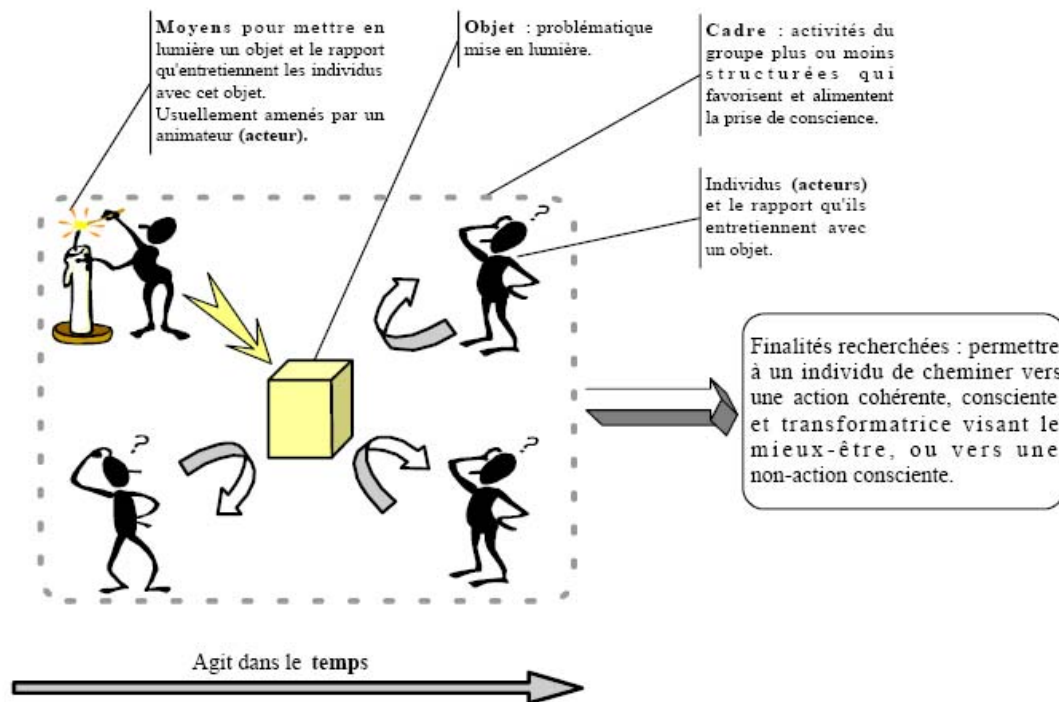 Moyens pour mettre en
lumière un objet et le rapport
qu'entretiennent les individus
avec cet objet.
Usuellement amenés par un
animateur (acteur).
Objet : problématique
mise en lumière.
Cadre : activités du
groupe plus ou moins
structurées qui
favorisent et alimentent
la prise de conscience.
Individus (acteurs)
et le rapport qu'ils
entretiennent avec
un objet.
?
?
?
Finalités recherchées : permettre
à un individu de cheminer vers
une action cohérente, consciente
et transformatrice visant le
mieux-être, ou vers une
non-action consciente.
Agit dans le temps